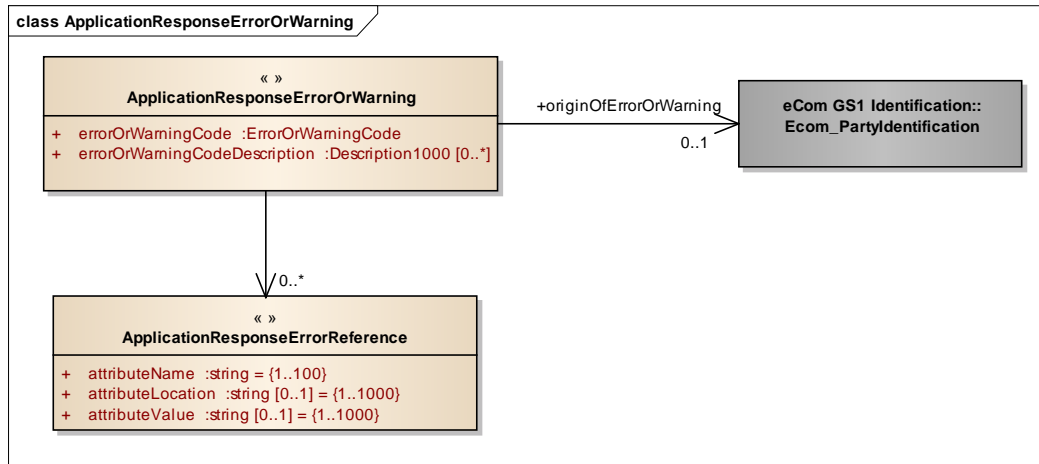 class ApplicationResponseErrorOrWarning
« »
ApplicationResponseErrorOrWarning
+ errorOrWarningCode :ErrorOrWarningCode
+ errorOrWarningCodeDescription :Description1000 [0..*]
+originOfErrorOrWarning
0..1
eCom GS1 Identification::
Ecom_PartyIdentification
0..*
« »
ApplicationResponseErrorReference
+ attributeName :string = {1..100}
+ attributeLocation :string [0..1] = {1..1000}
+ attributeValue :string [0..1] = {1..1000}